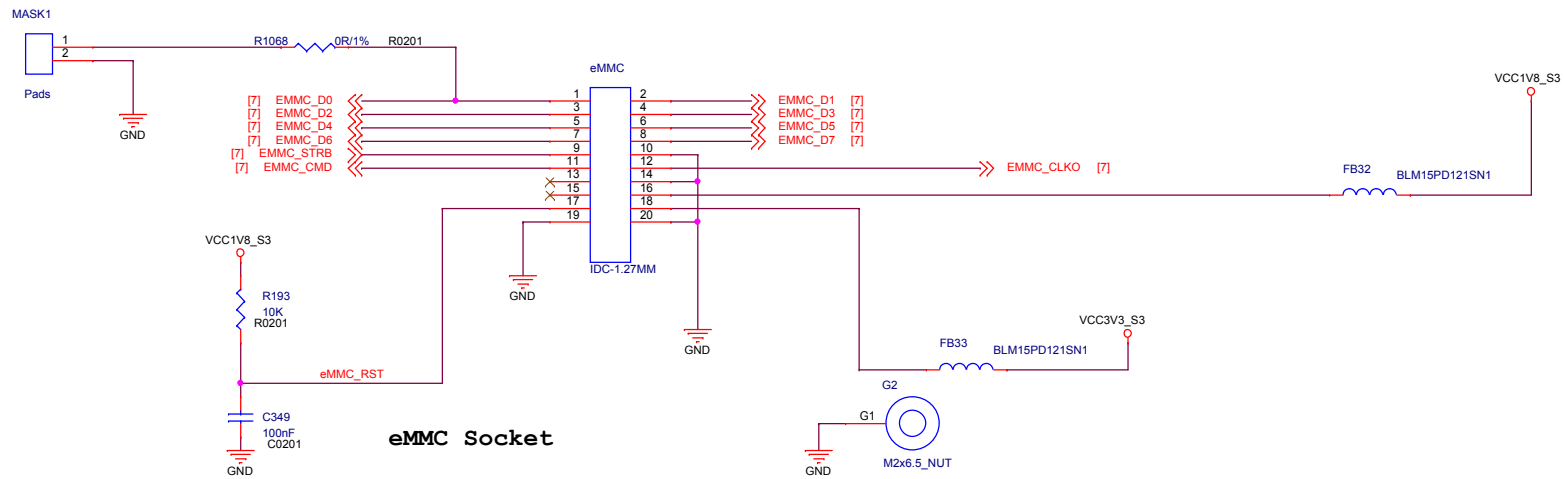 MASK1
1
2
Pads
GND
R1068 0R/1% R0201
eMMC
VCC1V8_S3
[7] EMMC_D0 1 2 EMMC_D1 [7]
[7] EMMC_D2 3 4 EMMC_D3 [7]
[7] EMMC_D4 5 6 EMMC_D5 [7]
[7] EMMC_D6 7 8 EMMC_D7 [7]
[7] EMMC_STRB 9 10
[7] EMMC_CMD 11 12 EMMC_CLKO [7]
13 14
15 16
17 18
19 20
FB32 BLM15PD121SN1
IDC-1.27MM
GND
GND
VCC1V8_S3
R193
10K
R0201
eMMC_RST
C349
100nF
C0201
GND
eMMC Socket
VCC3V3_S3
FB33 BLM15PD121SN1
G2
G1
M2x6.5_NUT
GND